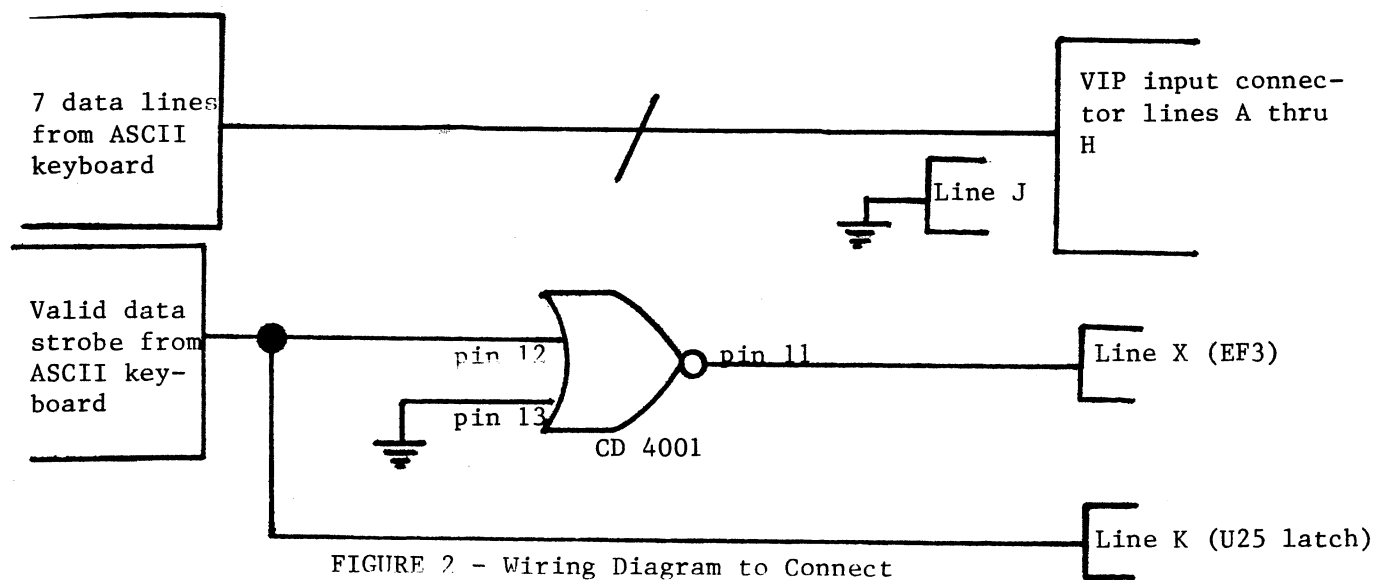 7 data lines
from ASCII
keyboard
VIP input connec-
tor lines A thru
H
Line J
Valid data
strobe from
ASCII key-
board
pin 12
pin 13
pin 11
CD 4001
Line X (EF3)
Line K (U25 latch)
FIGURE 2 - Wiring Diagram to Connect